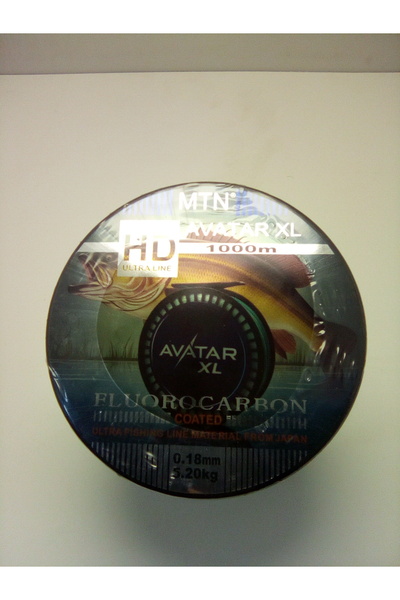 MTN
AVATAR XL
HD
ULTRA LINE
1000m
AVATAR
XL
FLUOROCARBON
COATED
ULTRA FISHING LINE MATERIAL FROM JAPAN
0.18mm
5.20kg